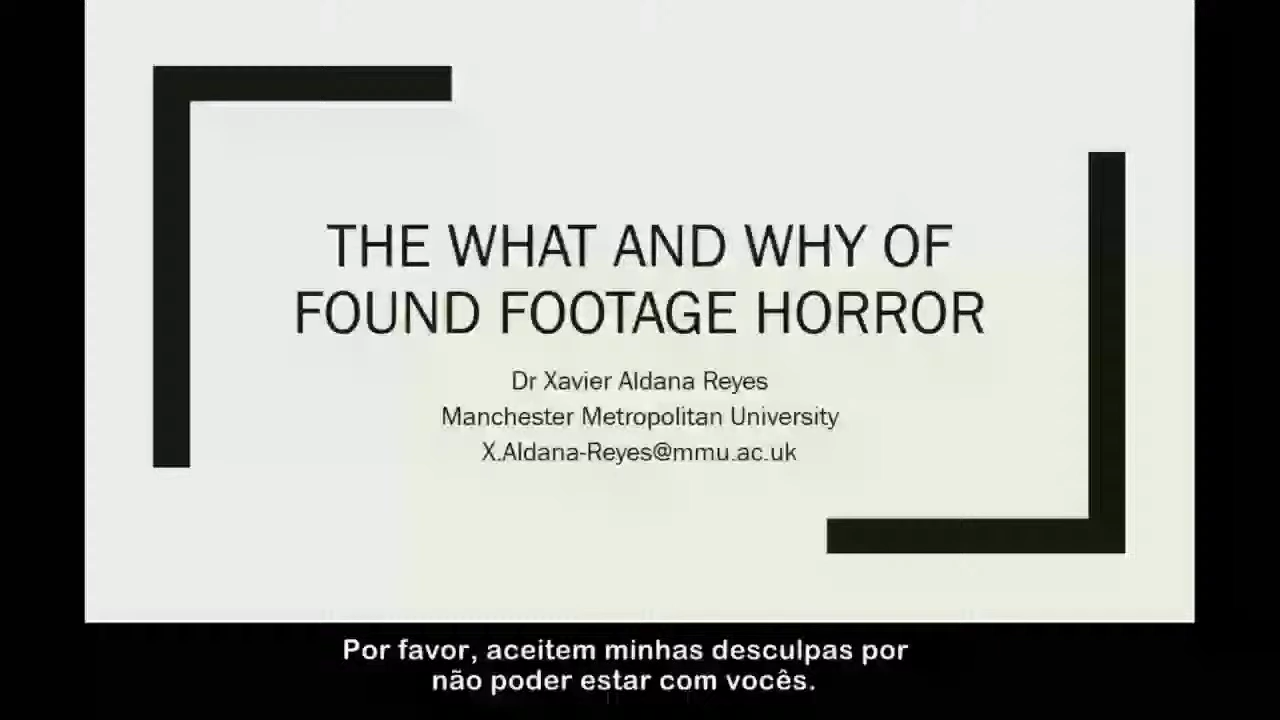 THE WHAT AND WHY OF
FOUND FOOTAGE HORROR
Dr Xavier Aldana Reyes
Manchester Metropolitan University
X.Aldana-Reyes@mmu.ac.uk
Por favor, aceitem minhas desculpas por
não poder estar com vocês.